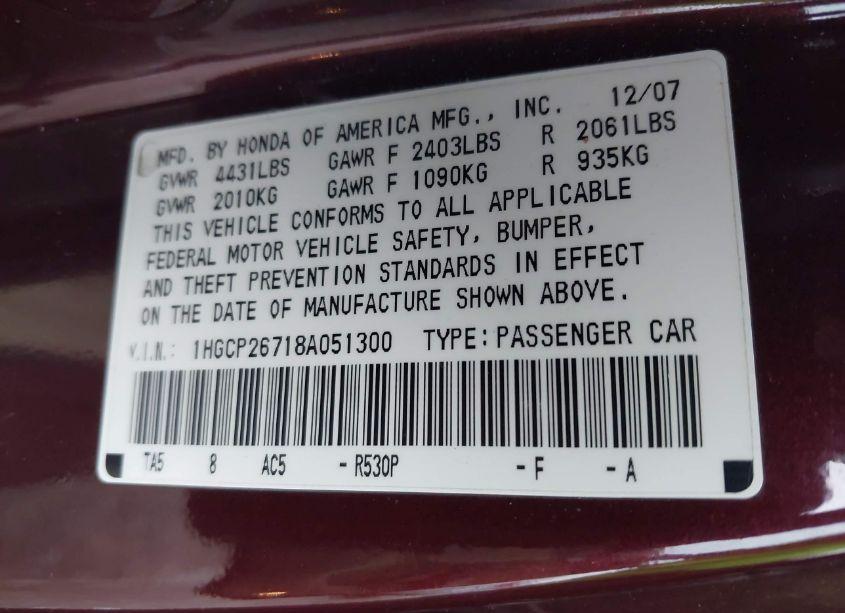 MFD. BY HONDA OF AMERICA MFG., INC. 12/07
GVWR 4431LBS GAWR F 2403LBS R 2061LBS
GVWR 2010KG GAWR F 1090KG R 935KG
THIS VEHICLE CONFORMS TO ALL APPLICABLE
FEDERAL MOTOR VEHICLE SAFETY, BUMPER,
AND THEFT PREVENTION STANDARDS IN EFFECT
ON THE DATE OF MANUFACTURE SHOWN ABOVE.
V.I.N.: 1HGCP26718A051300 TYPE: PASSENGER CAR
TA5 8 AC5 - R530P - F - A